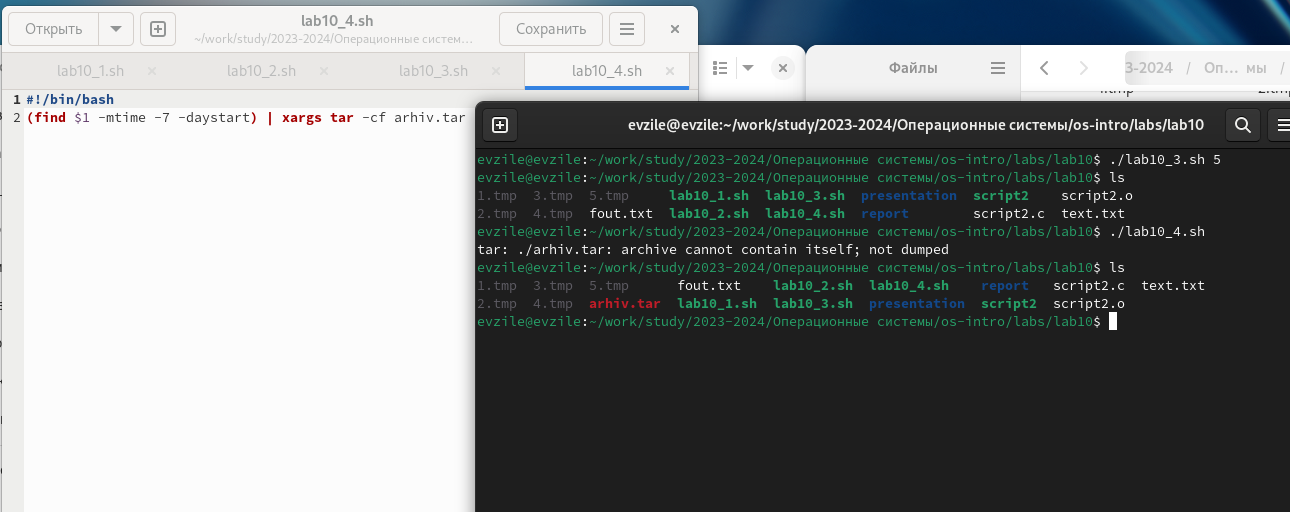 Открыть
lab10_4.sh
~/work/study/2023-2024/Операционные систем…
Сохранить
lab10_1.sh
lab10_2.sh
lab10_3.sh
lab10_4.sh
1 #!/bin/bash
2 (find $1 -mtime -7 -daystart) | xargs tar -cf arhiv.tar
Файлы
3-2024 / Оп… мы /
evzile@evzile:~/work/study/2023-2024/Операционные системы/os-intro/labs/lab10
evzile@evzile:~/work/study/2023-2024/Операционные системы/os-intro/labs/lab10$ ./lab10_3.sh 5
evzile@evzile:~/work/study/2023-2024/Операционные системы/os-intro/labs/lab10$ ls
1.tmp 3.tmp 5.tmp lab10_1.sh lab10_3.sh presentation script2 script2.o
2.tmp 4.tmp fout.txt lab10_2.sh lab10_4.sh report script2.c text.txt
evzile@evzile:~/work/study/2023-2024/Операционные системы/os-intro/labs/lab10$ ./lab10_4.sh
tar: ./arhiv.tar: archive cannot contain itself; not dumped
evzile@evzile:~/work/study/2023-2024/Операционные системы/os-intro/labs/lab10$ ls
1.tmp 3.tmp 5.tmp fout.txt lab10_2.sh lab10_4.sh report script2.c text.txt
2.tmp 4.tmp arhiv.tar lab10_1.sh lab10_3.sh presentation script2 script2.o
evzile@evzile:~/work/study/2023-2024/Операционные системы/os-intro/labs/lab10$